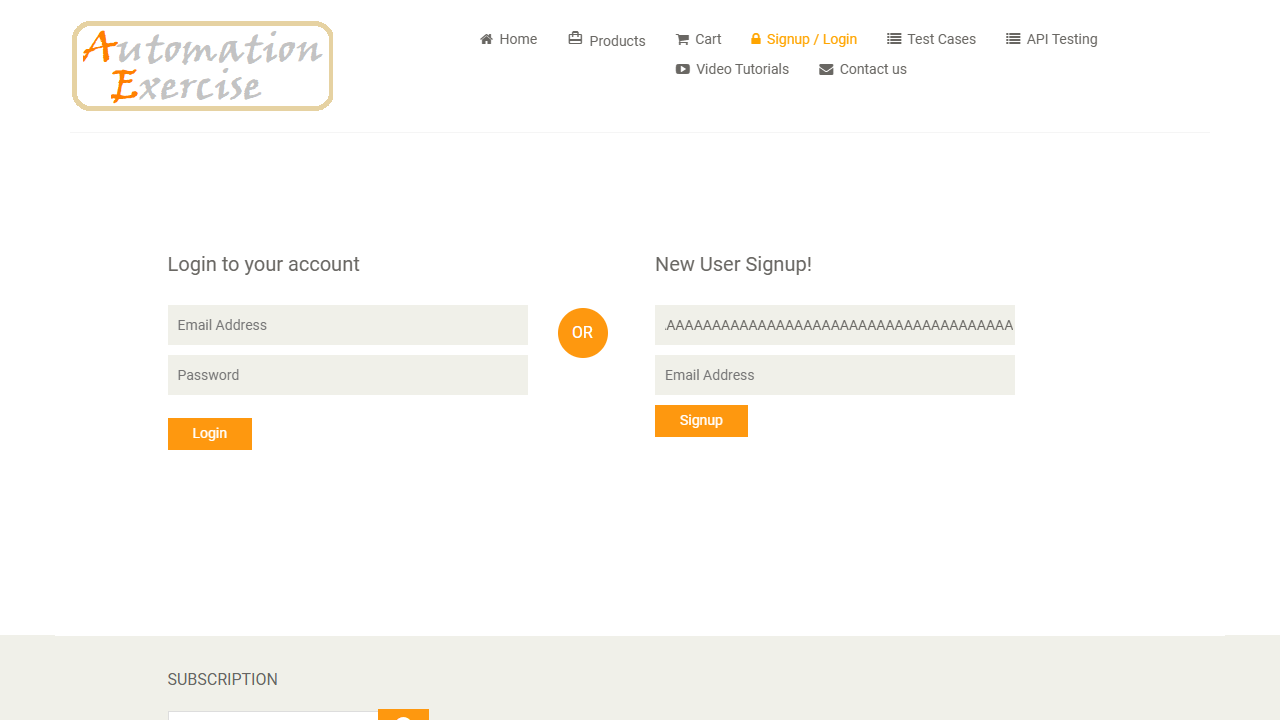 Automation
Exercise
Home
Products
Cart
Signup / Login
Test Cases
API Testing
Video Tutorials
Contact us
Login to your account
New User Signup!
Email Address
OR
.AAAAAAAAAAAAAAAAAAAAAAAAAAAAAAAAAAAAAA
Password
Email Address
Login
Signup
SUBSCRIPTION